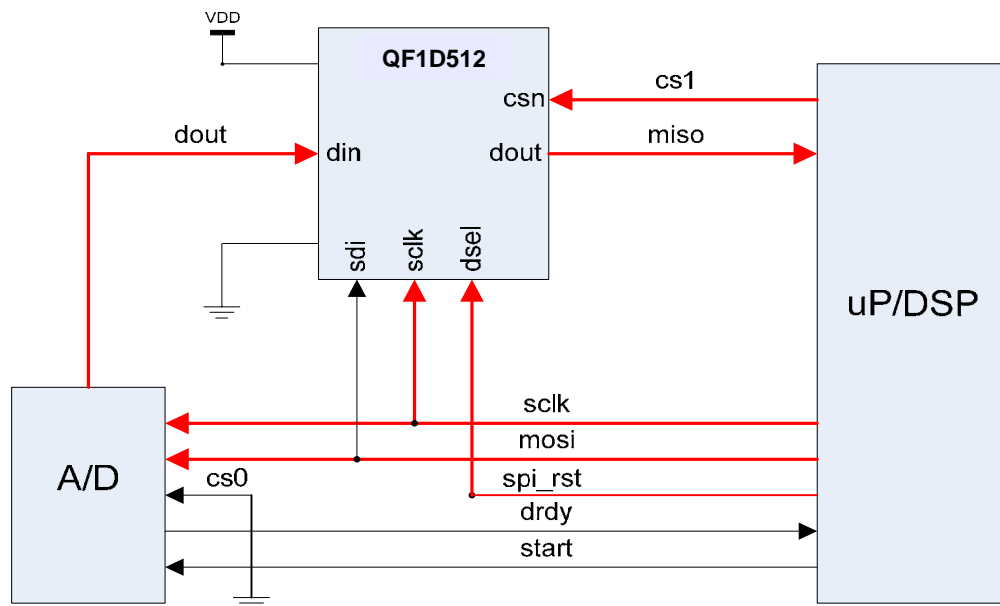 VDD
QF1D512
csn
cs1
dout
din
dout
miso
sdi
sclk
dsel
uP/DSP
A/D
sclk
mosi
cs0
spi_rst
drdy
start